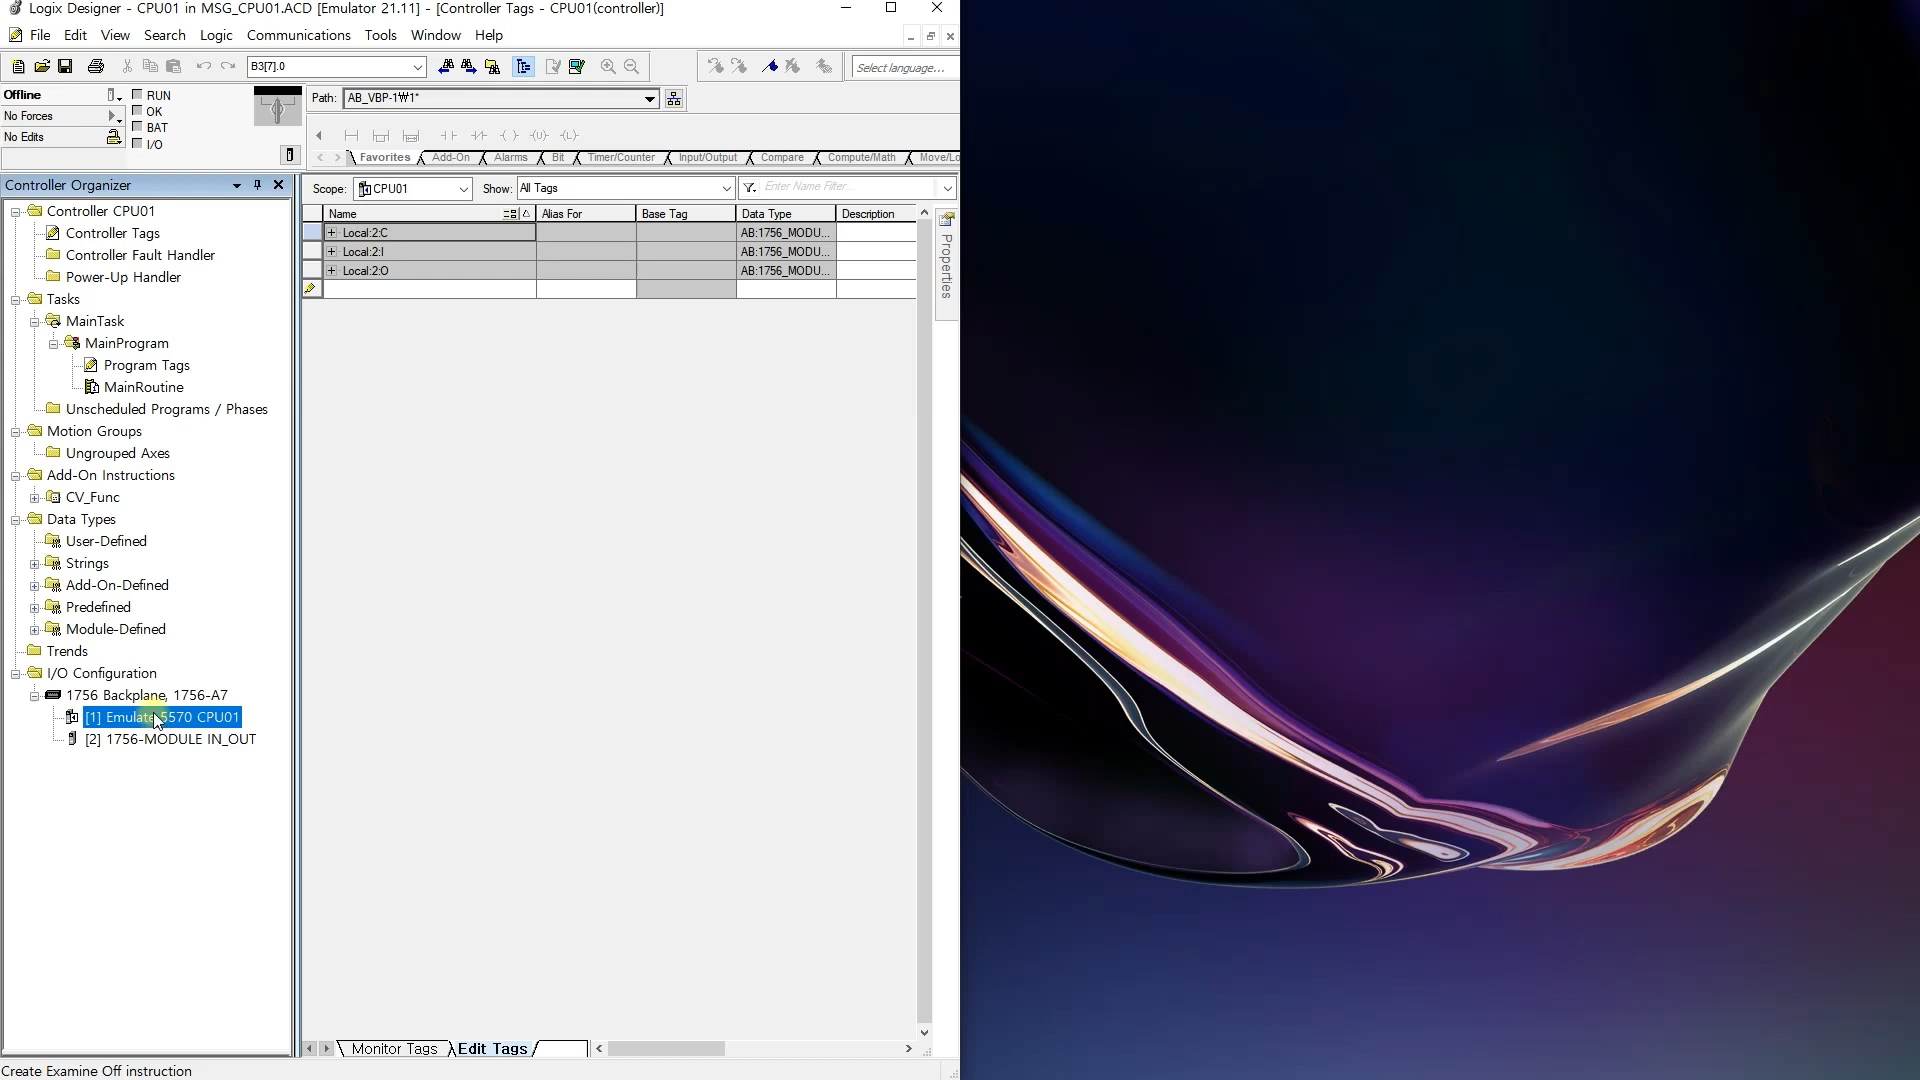 Logix Designer - CPU01 in MSG_CPU01.ACD [Emulator 21.11] - [Controller Tags - CPU01(controller)]
File Edit View Search Logic Communications Tools Window Help
B3[7].0
Select language...
Offline
No Forces
No Edits
RUN
OK
BAT
I/O
Path: AB_VBP-1₩1*
Favorites Add-On Alarms Bit Timer/Counter Input/Output Compare Compute/Math Move/Lo
Controller Organizer
Controller CPU01
Controller Tags
Controller Fault Handler
Power-Up Handler
Tasks
MainTask
MainProgram
Program Tags
MainRoutine
Unscheduled Programs / Phases
Motion Groups
Ungrouped Axes
Add-On Instructions
CV_Func
Data Types
User-Defined
Strings
Add-On-Defined
Predefined
Module-Defined
Trends
I/O Configuration
1756 Backplane, 1756-A7
[1] Emulate 5570 CPU01
[2] 1756-MODULE IN_OUT
Scope: CPU01 Show: All Tags Enter Name Filter...
Name Alias For Base Tag Data Type Description
Local:2:C AB:1756_MODU...
Local:2:I AB:1756_MODU...
Local:2:O AB:1756_MODU...
Properties
Monitor Tags Edit Tags
Create Examine Off instruction